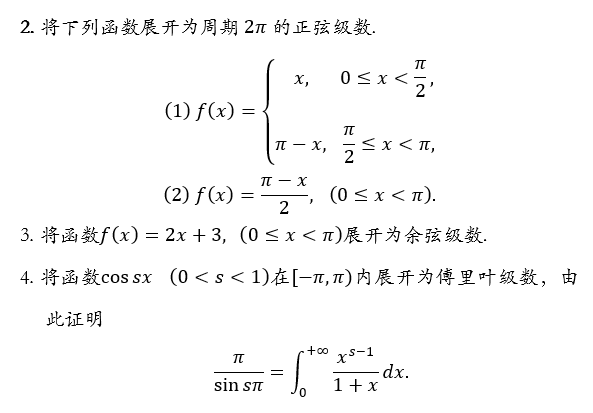 2. 将下列函数展开为周期 2π 的正弦级数.
(1) f(x) = { x, 0 ≤ x < π/2,
π − x, π/2 ≤ x < π,
(2) f(x) = (π − x)/2, (0 ≤ x < π).
3. 将函数f(x) = 2x + 3, (0 ≤ x < π)展开为余弦级数.
4. 将函数cos sx (0 < s < 1)在[−π, π)内展开为傅里叶级数, 由
此证明
π/(sin sπ) = ∫₀^{+∞} x^{s−1}/(1 + x) dx.